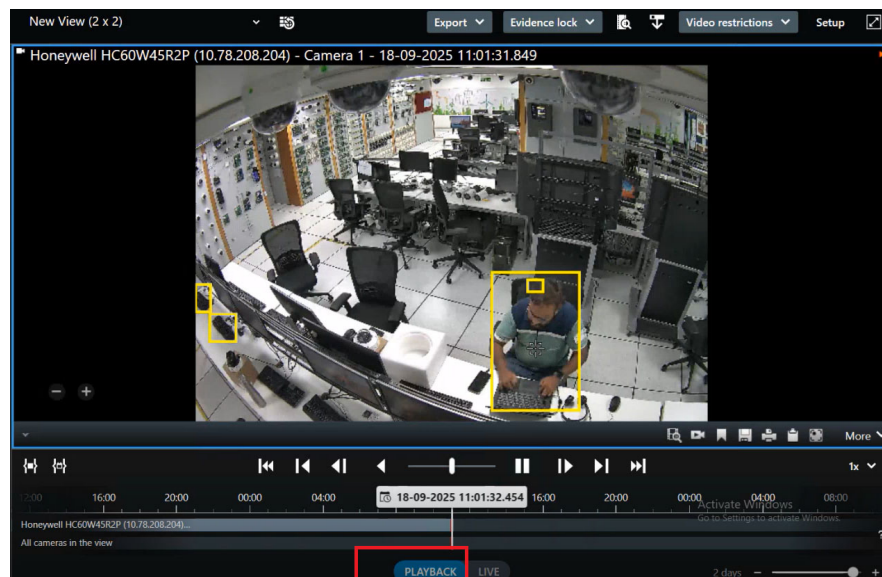 New View (2 x 2) Export Evidence lock Video restrictions Setup
Honeywell HC60W45R2P (10.78.208.204) - Camera 1 - 18-09-2025 11:01:31.849
More
1x
12:00 16:00 20:00 00:00 04:00 18-09-2025 11:01:32.454 16:00 20:00 00:00 04:00 08:00
Activate Windows
Go to Settings to activate Windows.
Honeywell HC60W45R2P (10.78.208.204)...
All cameras in the view
PLAYBACK LIVE 2 days